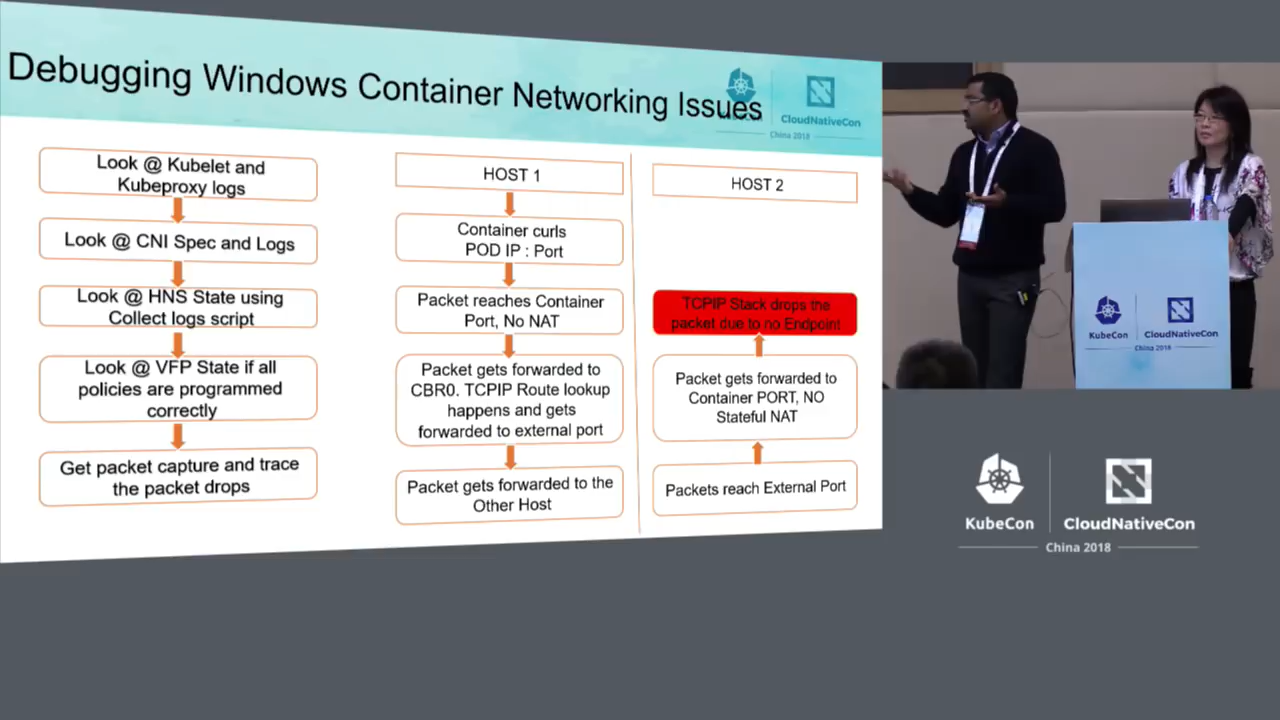 Debugging Windows Container Networking Issues
CloudNativeCon
China 2018
Look @ Kubelet and
Kubeproxy logs
Look @ CNI Spec and Logs
Look @ HNS State using
Collect logs script
Look @ VFP State if all
policies are programmed
correctly
Get packet capture and trace
the packet drops
HOST 1
Container curls
POD IP : Port
Packet reaches Container
Port, No NAT
Packet gets forwarded to
CBR0. TCPIP Route lookup
happens and gets
forwarded to external port
Packet gets forwarded to the
Other Host
HOST 2
TCPIP Stack drops the
packet due to no Endpoint
Packet gets forwarded to
Container PORT, NO
Stateful NAT
Packets reach External Port
KubeCon
CloudNativeCon
China 2018
KubeCon
CloudNativeCon
China 2018